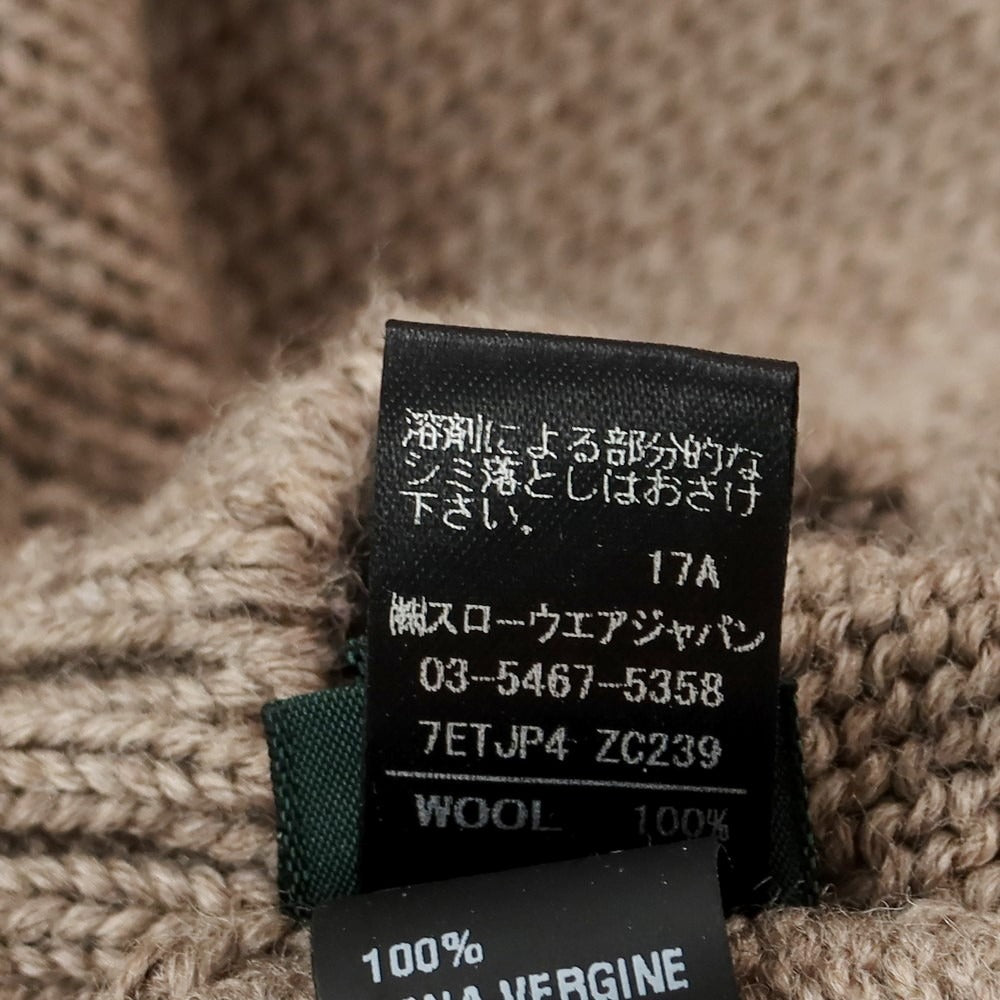 溶剤による部分的な
シミ落としはおさけ
下さい。
17A
㈱スローウエアジャパン
03-5467-5358
7ETJP4 ZC239
WOOL 100%
100%
VERGINE